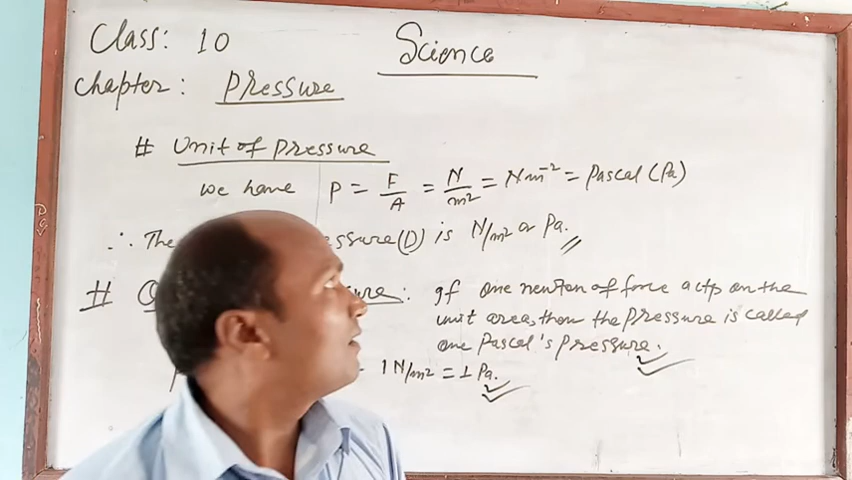 Class: 10
Science
Chapter: Pressure
# Unit of pressure
we have P = F/A = N/m² = Nm⁻² = Pascal (Pa)
∴ The essure(P) is N/m² or Pa.
# ure: If one newton of force acts on the
unit area, then the pressure is called
one Pascal's pressure.
1 N/m² = 1 Pa.